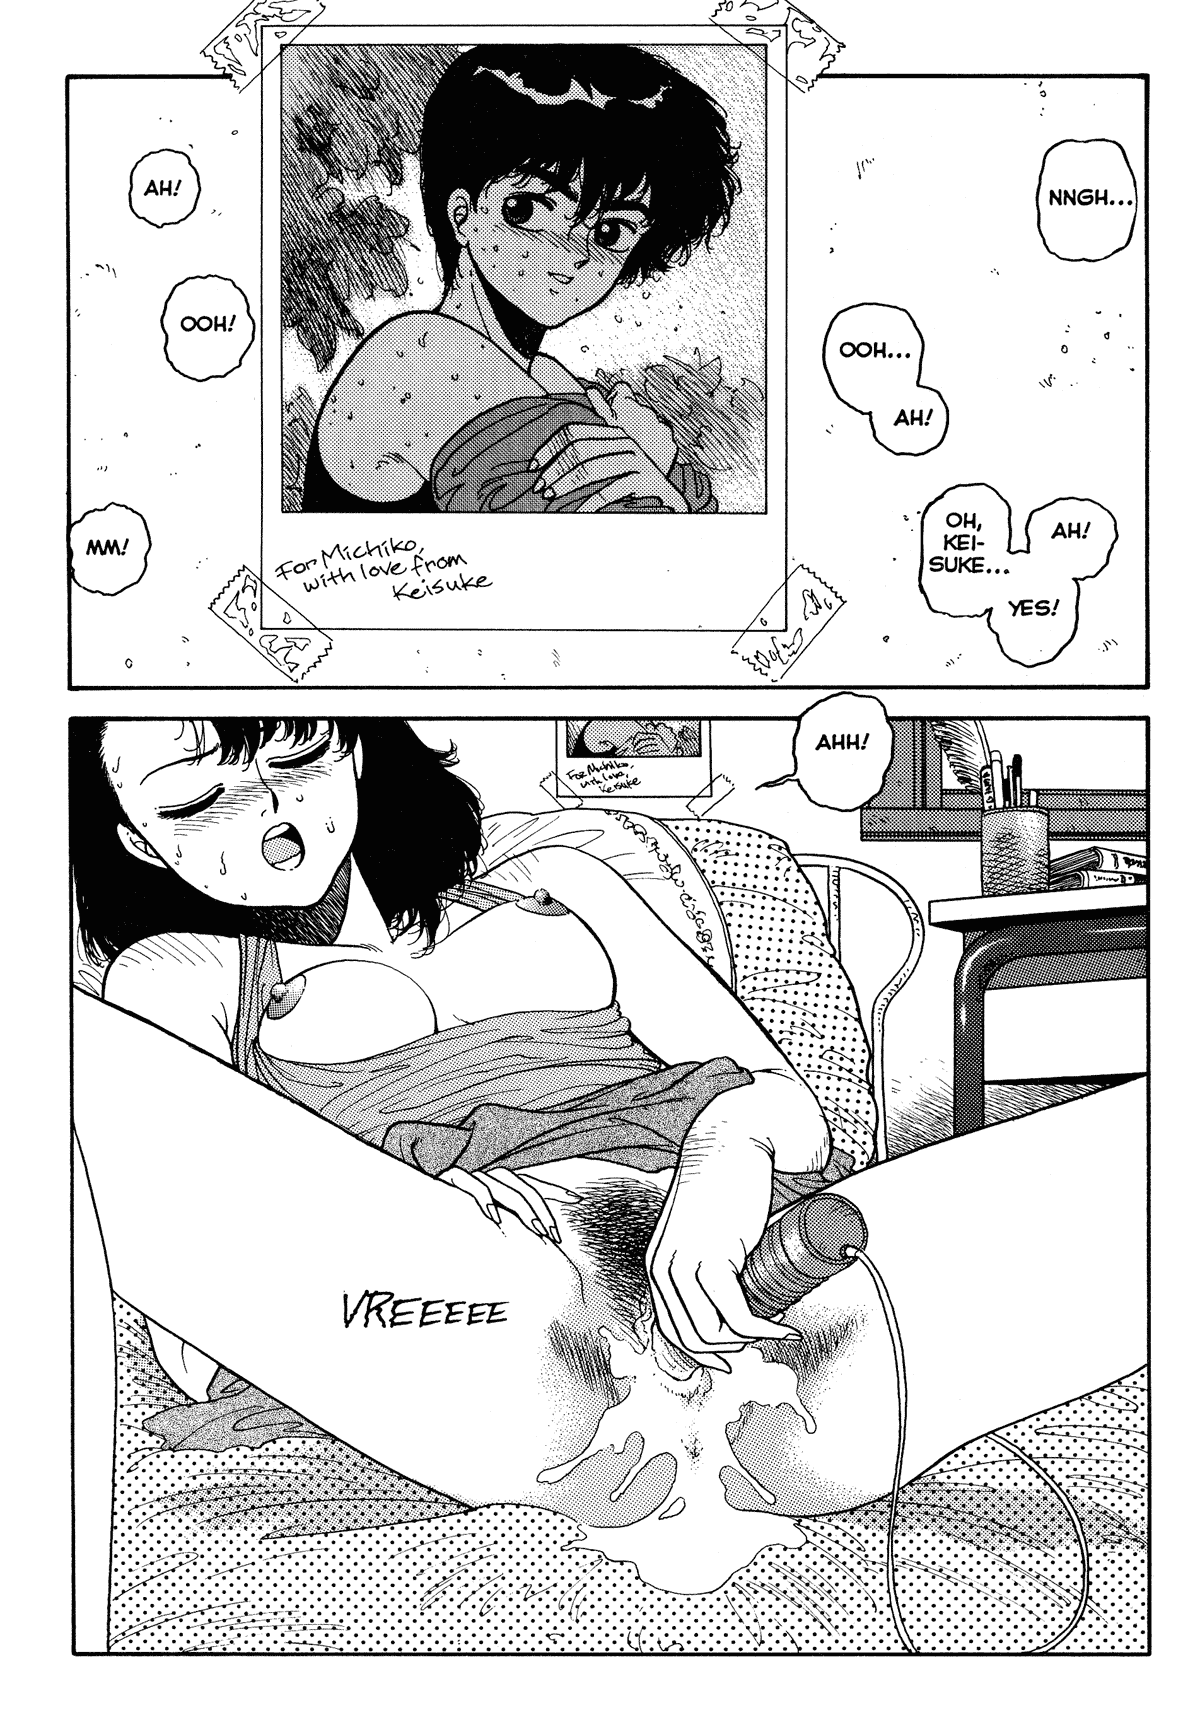 AH!
OOH!
MM!
NNGH...
OOH...
AH!
OH,
KEI-
SUKE...
AH!
YES!
For Michiko,
with love from
Keisuke
AHH!
For Michiko,
with love,
Keisuke
VREEEEE